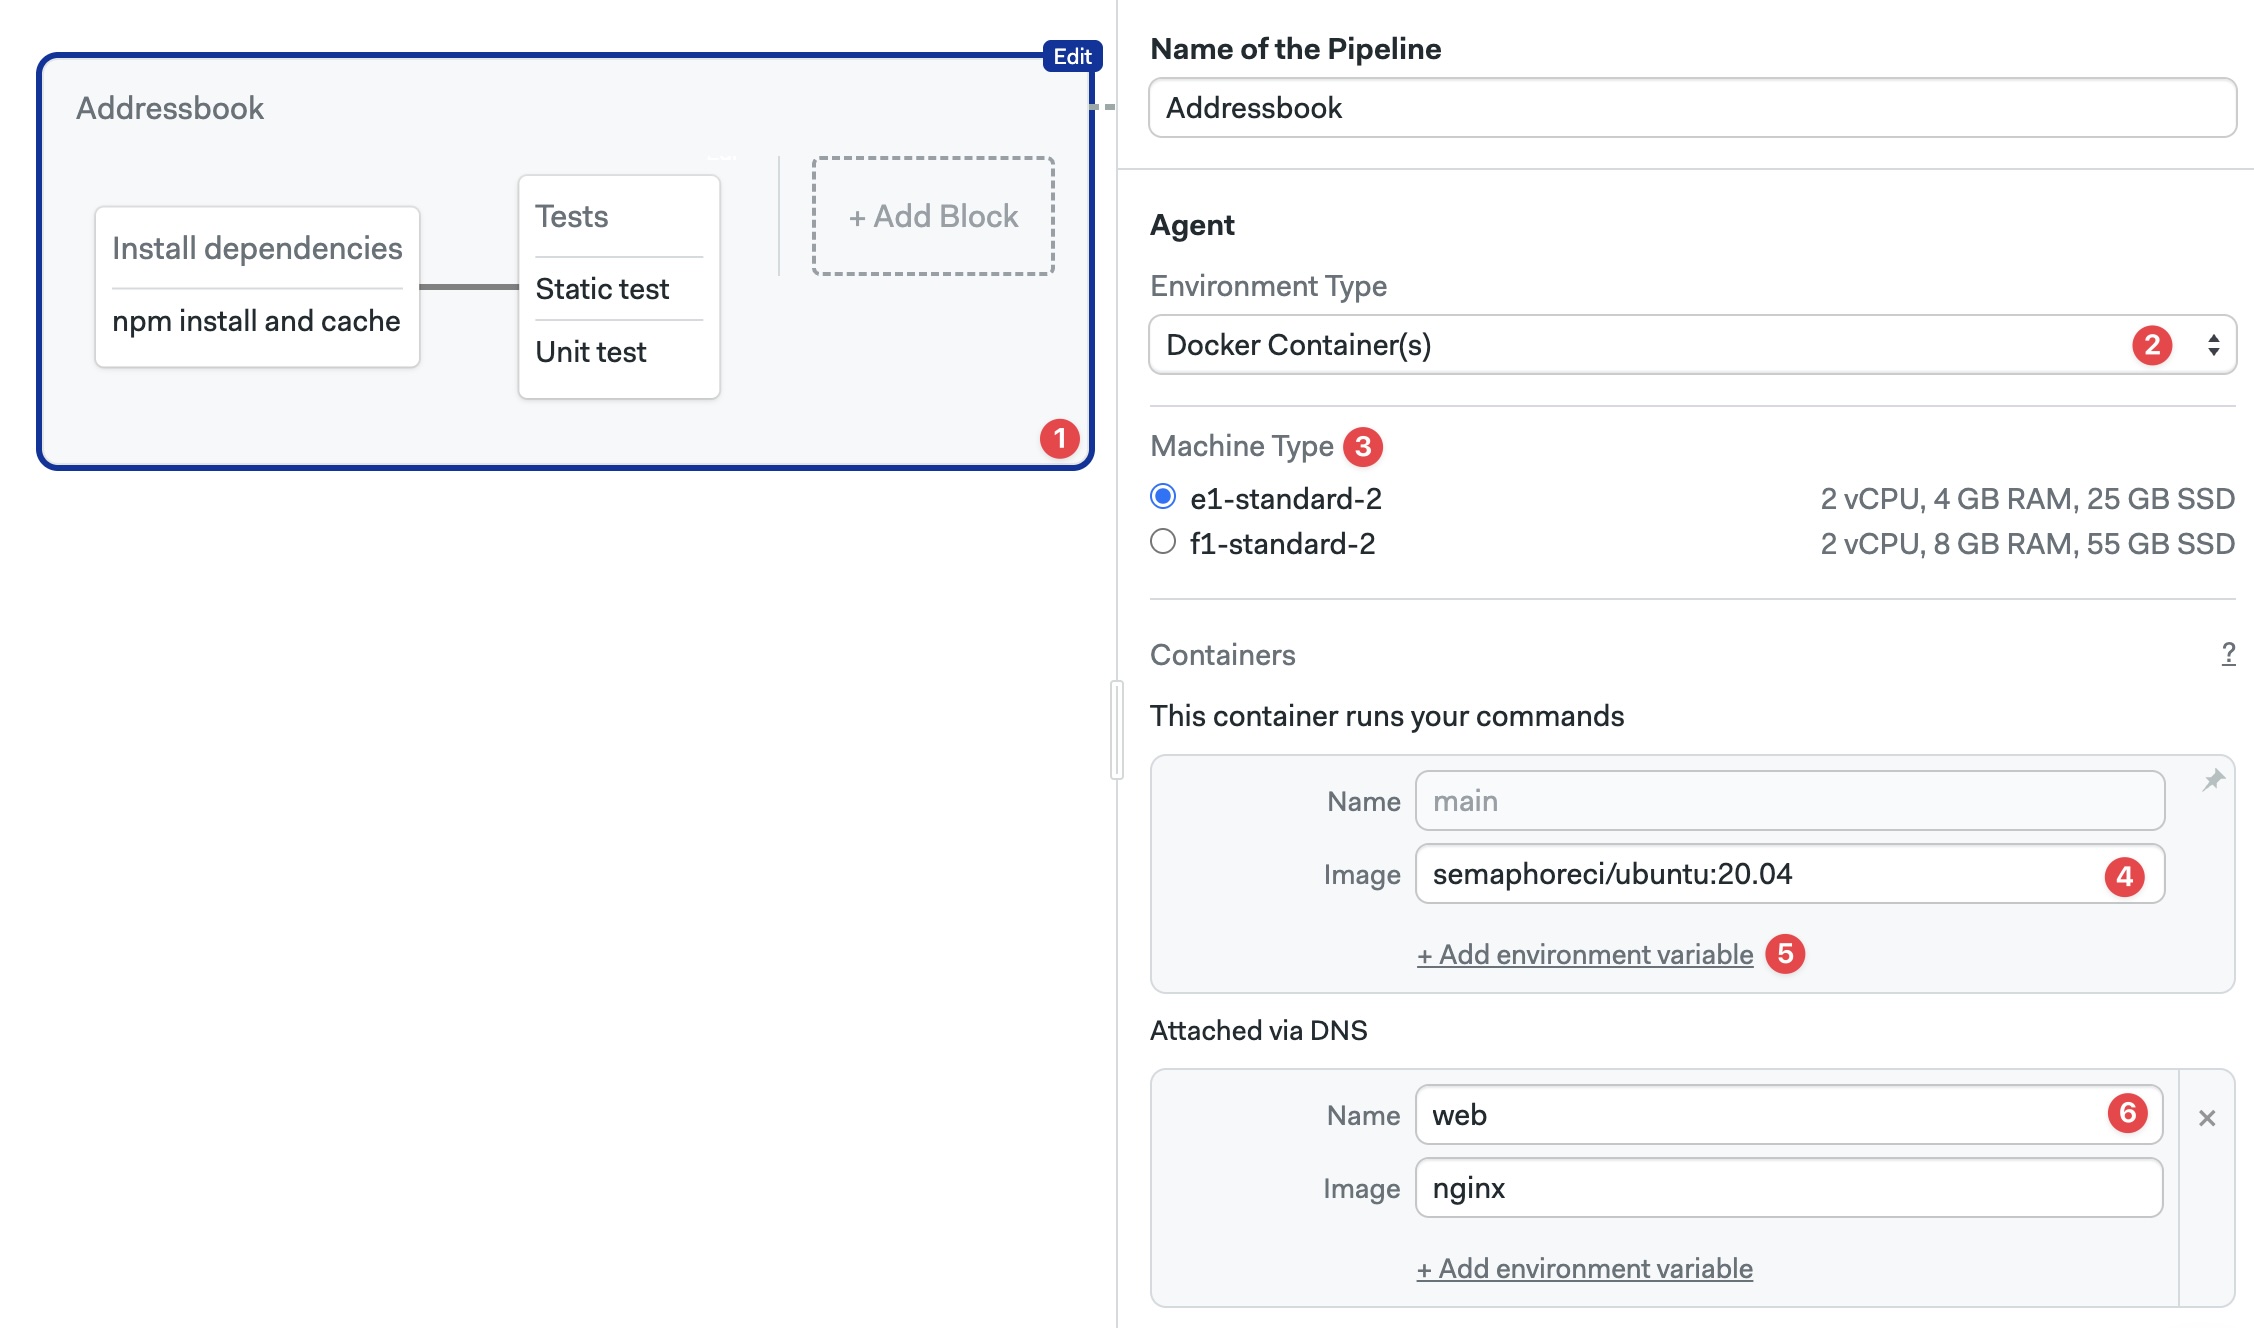 Edit
Addressbook
Install dependencies
npm install and cache
Tests
Static test
Unit test
+ Add Block
1
Name of the Pipeline
Addressbook
Agent
Environment Type
Docker Container(s)
2
Machine Type 3
e1-standard-2 2 vCPU, 4 GB RAM, 25 GB SSD
f1-standard-2 2 vCPU, 8 GB RAM, 55 GB SSD
Containers ?
This container runs your commands
Name main
Image semaphoreci/ubuntu:20.04 4
+ Add environment variable 5
Attached via DNS
Name web 6 ×
Image nginx
+ Add environment variable